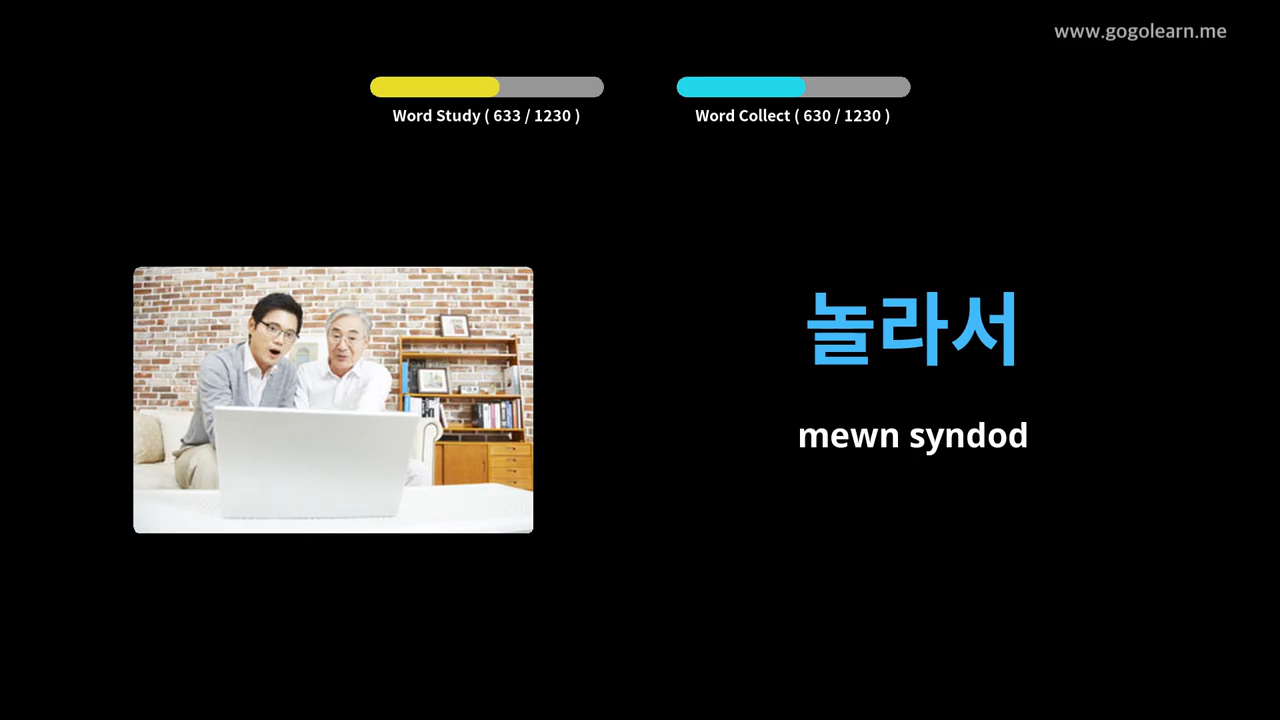 www.gogolearn.me
Word Study ( 633 / 1230 )
Word Collect ( 630 / 1230 )
놀라서
mewn syndod